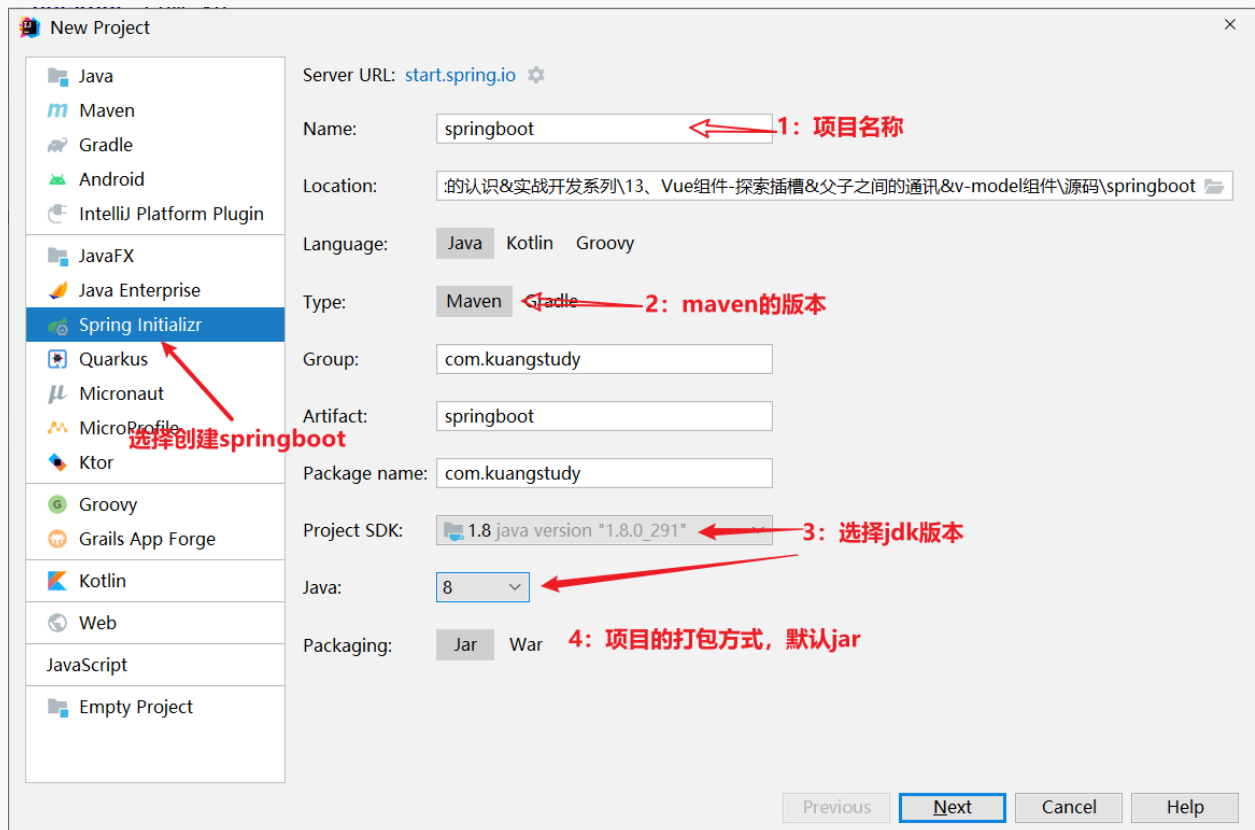 New Project
Java
Maven
Gradle
Android
IntelliJ Platform Plugin
JavaFX
Java Enterprise
Spring Initializr
Quarkus
Micronaut
MicroProfile
选择创建springboot
Ktor
Groovy
Grails App Forge
Kotlin
Web
JavaScript
Empty Project
Server URL: start.spring.io
Name: springboot
1：项目名称
Location: :的认识&实战开发系列\13、Vue组件-探索插槽&父子之间的通讯&v-model组件\源码\springboot
Language: Java Kotlin Groovy
Type: Maven Gradle
2：maven的版本
Group: com.kuangstudy
Artifact: springboot
Package name: com.kuangstudy
Project SDK: 1.8 java version "1.8.0_291"
3：选择jdk版本
Java: 8
Packaging: Jar War
4：项目的打包方式，默认jar
Previous Next Cancel Help